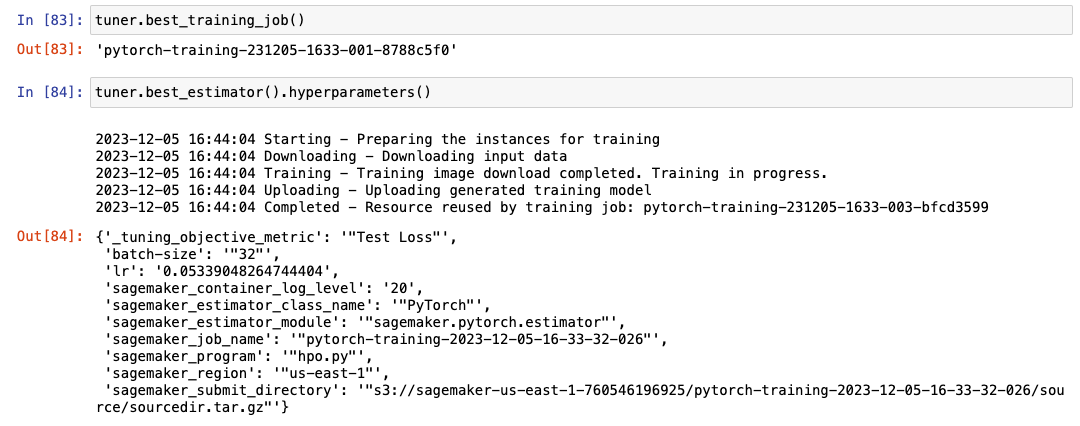 In [83]: tuner.best_training_job()
Out[83]: 'pytorch-training-231205-1633-001-8788c5f0'
In [84]: tuner.best_estimator().hyperparameters()
2023-12-05 16:44:04 Starting - Preparing the instances for training
2023-12-05 16:44:04 Downloading - Downloading input data
2023-12-05 16:44:04 Training - Training image download completed. Training in progress.
2023-12-05 16:44:04 Uploading - Uploading generated training model
2023-12-05 16:44:04 Completed - Resource reused by training job: pytorch-training-231205-1633-003-bfcd3599
Out[84]: {'_tuning_objective_metric': '"Test Loss"',
'batch-size': '"32"',
'lr': '0.05339048264744404',
'sagemaker_container_log_level': '20',
'sagemaker_estimator_class_name': '"PyTorch"',
'sagemaker_estimator_module': '"sagemaker.pytorch.estimator"',
'sagemaker_job_name': '"pytorch-training-2023-12-05-16-33-32-026"',
'sagemaker_program': '"hpo.py"',
'sagemaker_region': '"us-east-1"',
'sagemaker_submit_directory': '"s3://sagemaker-us-east-1-760546196925/pytorch-training-2023-12-05-16-33-32-026/sou
rce/sourcedir.tar.gz"'}